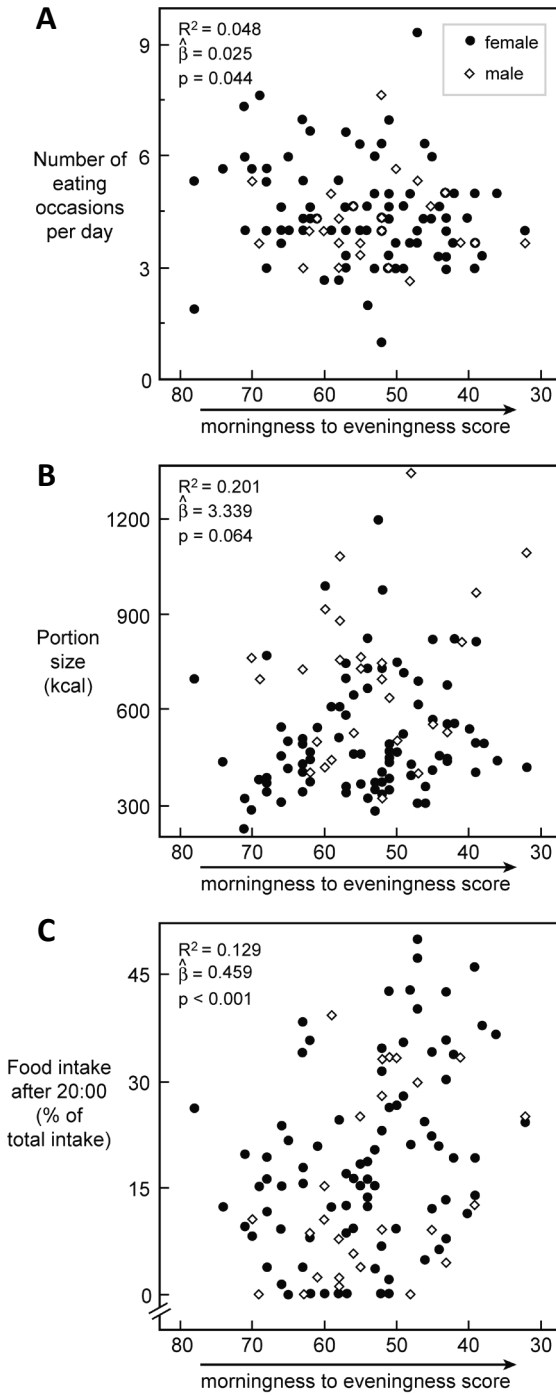 A
R² = 0.048
β̂ = 0.025
p = 0.044
female
male
Number of
eating
occasions
per day
9
6
3
0
80 70 60 50 40 30
morningness to eveningness score
B
R² = 0.201
β̂ = 3.339
p = 0.064
Portion
size
(kcal)
1200
900
600
300
80 70 60 50 40 30
morningness to eveningness score
C
R² = 0.129
β̂ = 0.459
p < 0.001
Food intake
after 20:00
(% of
total intake)
45
30
15
0
80 70 60 50 40 30
morningness to eveningness score